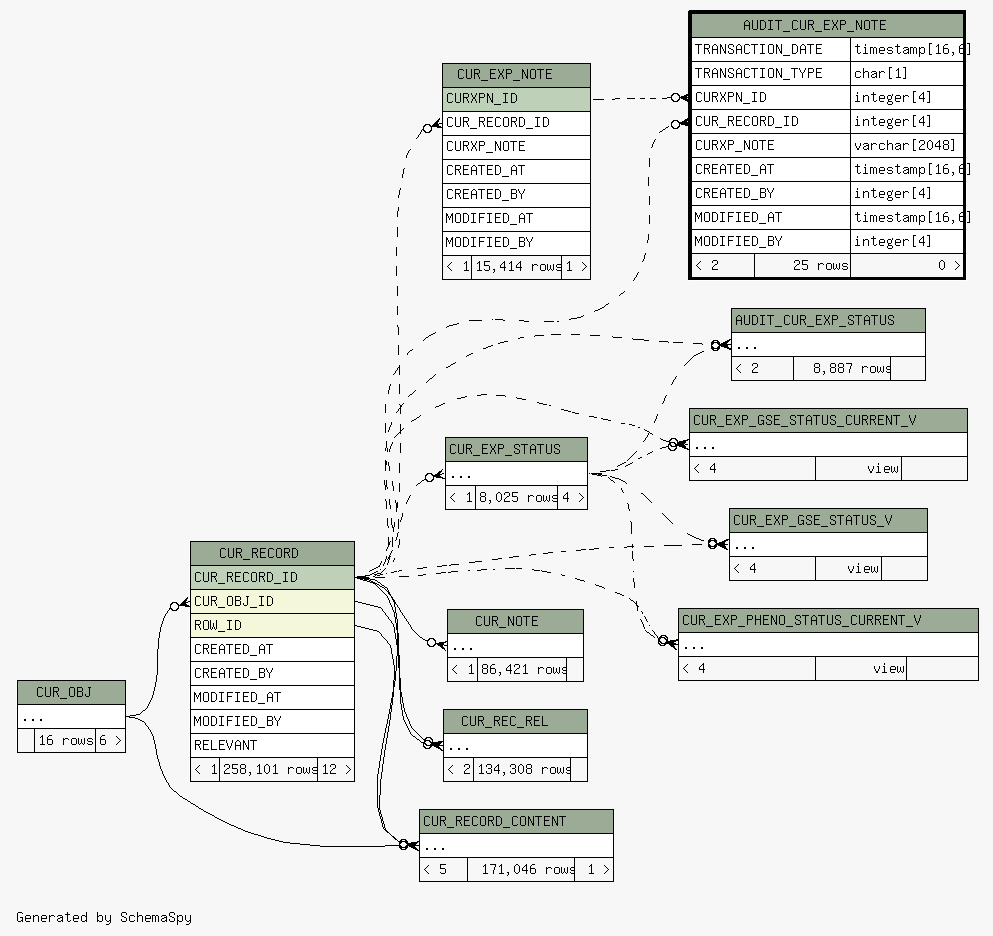 AUDIT_CUR_EXP_NOTE
TRANSACTION_DATE timestamp[16,6]
TRANSACTION_TYPE char[1]
CURXPN_ID integer[4]
CUR_RECORD_ID integer[4]
CURXP_NOTE varchar[2048]
CREATED_AT timestamp[16,6]
CREATED_BY integer[4]
MODIFIED_AT timestamp[16,6]
MODIFIED_BY integer[4]
< 2 25 rows 0 >
CUR_EXP_NOTE
CURXPN_ID
CUR_RECORD_ID
CURXP_NOTE
CREATED_AT
CREATED_BY
MODIFIED_AT
MODIFIED_BY
< 1 15,414 rows 1 >
AUDIT_CUR_EXP_STATUS
...
< 2 8,887 rows
CUR_EXP_GSE_STATUS_CURRENT_V
...
< 4 view
CUR_EXP_STATUS
...
< 1 8,025 rows 4 >
CUR_EXP_GSE_STATUS_V
...
< 4 view
CUR_RECORD
CUR_RECORD_ID
CUR_OBJ_ID
ROW_ID
CREATED_AT
CREATED_BY
MODIFIED_AT
MODIFIED_BY
RELEVANT
< 1 258,101 rows 12 >
CUR_NOTE
...
< 1 86,421 rows
CUR_EXP_PHENO_STATUS_CURRENT_V
...
< 4 view
CUR_OBJ
...
16 rows 6 >
CUR_REC_REL
...
< 2 134,308 rows
CUR_RECORD_CONTENT
...
< 5 171,046 rows 1 >
Generated by SchemaSpy